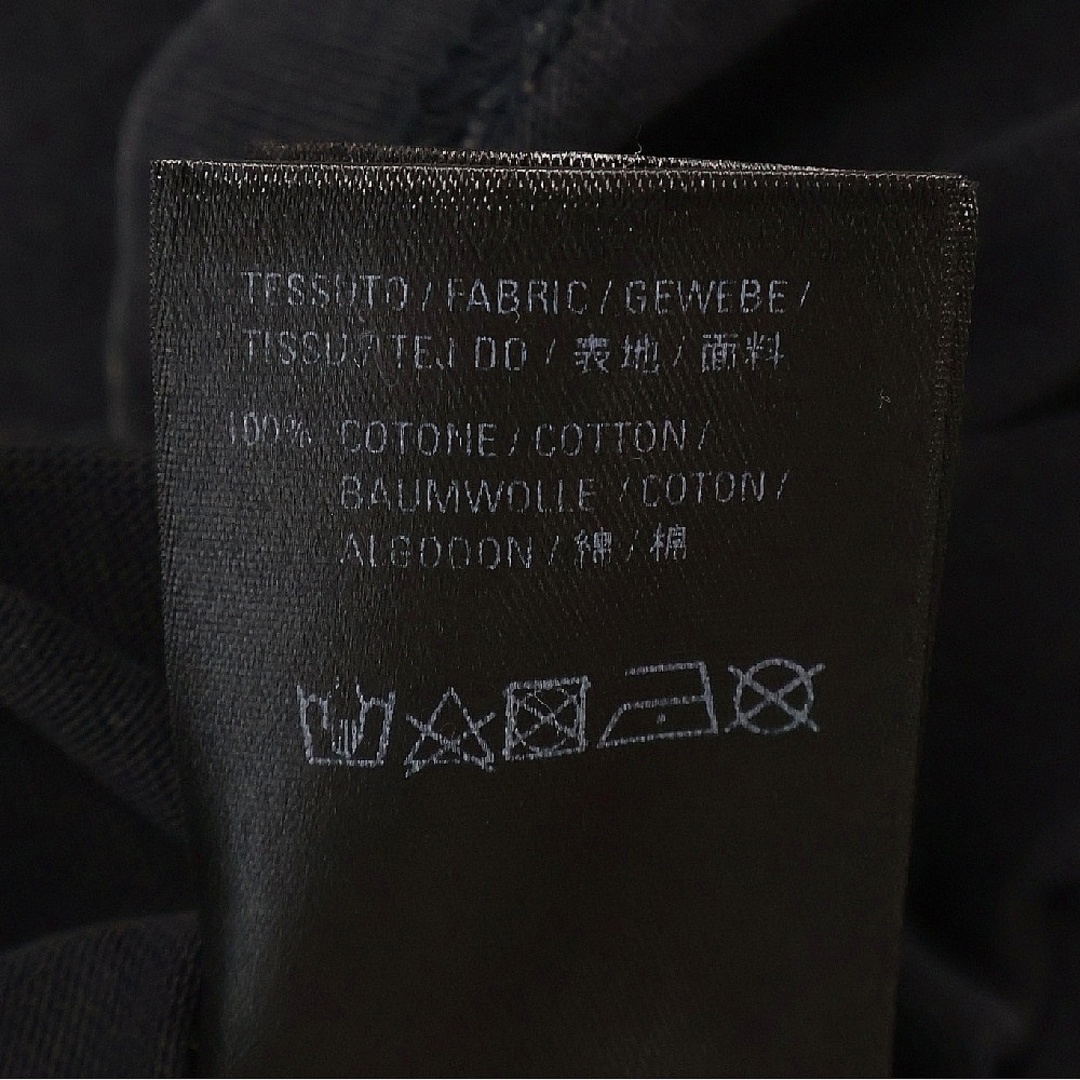 TESSUTO / FABRIC / GEWEBE /
TISSU / TEJIDO / 表地 / 面料
100% COTONE / COTTON /
BAUMWOLLE / COTON /
ALGODON / 綿 / 棉